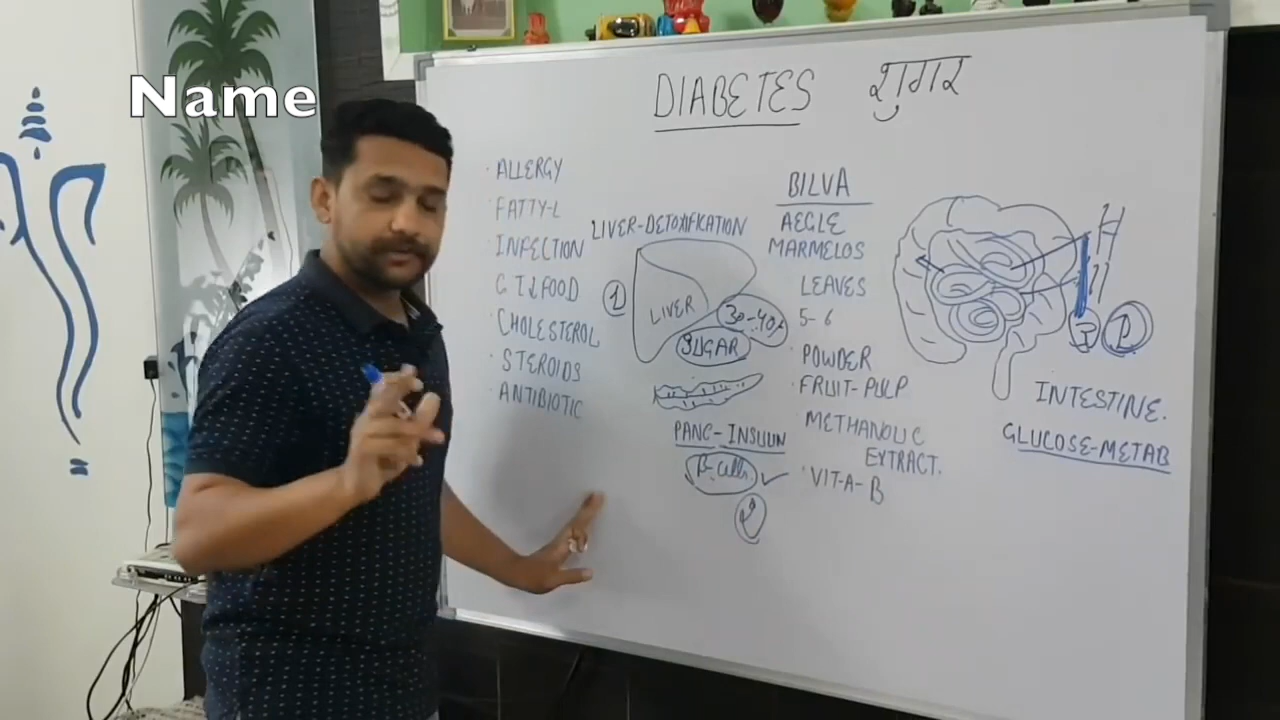 Name
DIABETES शुगर
ALLERGY
FATTY-L
INFECTION
G I ↓ FOOD
CHOLESTEROL
STEROIDS
ANTIBIOTIC
LIVER-DETOXIFICATION
1
LIVER
30-40%
SUGAR
PANC-INSULIN
B-cells
BILVA
AEGLE
MARMELOS
LEAVES
5-6
POWDER
FRUIT-PULP
METHANOLIC
EXTRACT.
VIT-A-B
INTESTINE.
GLUCOSE-METAB